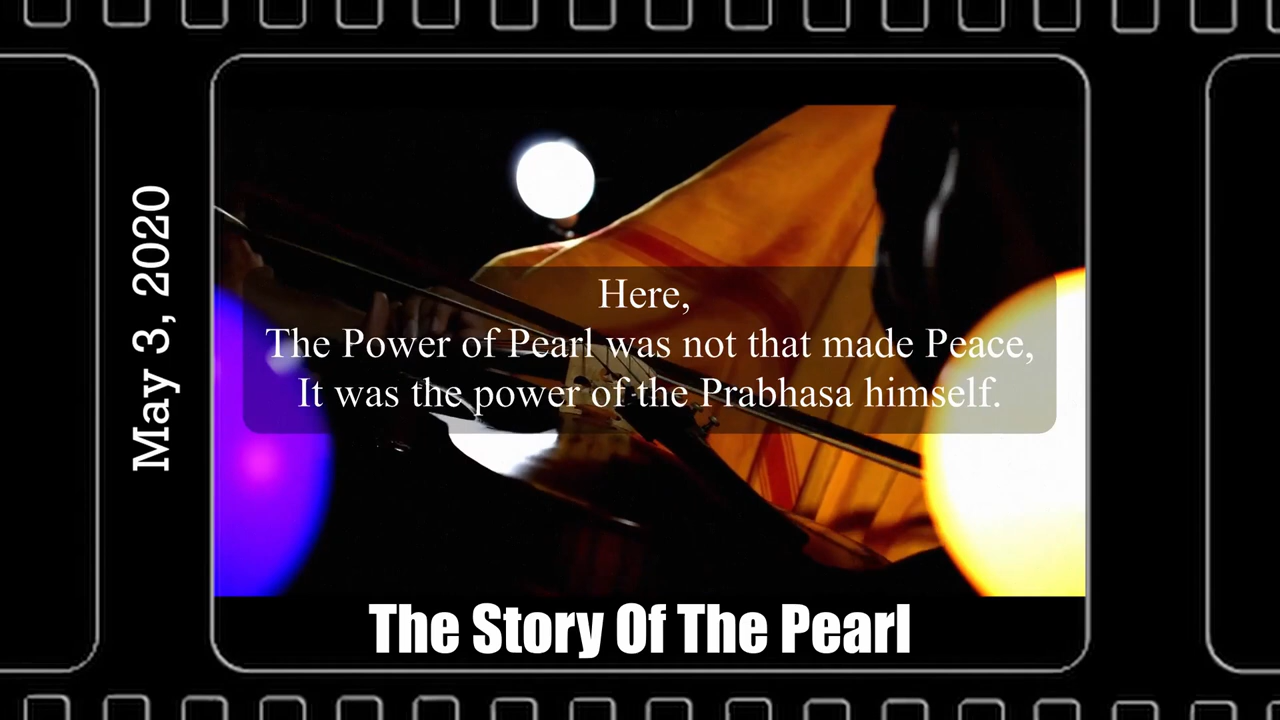 May 3, 2020
Here,
The Power of Pearl was not that made Peace,
It was the power of the Prabhasa himself.
The Story Of The Pearl